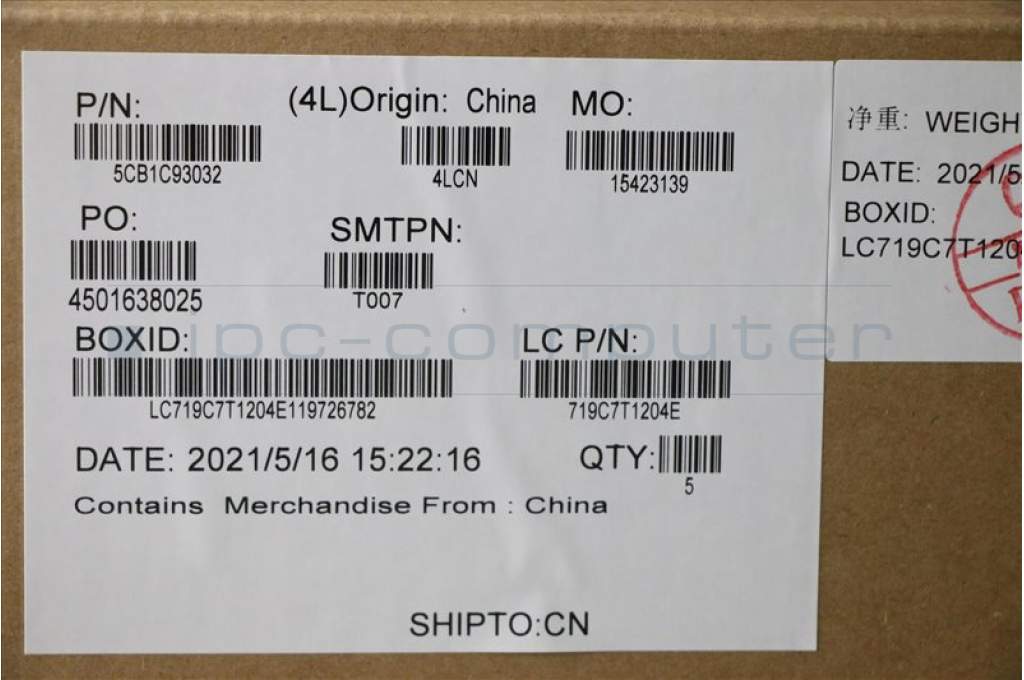 P/N: (4L)Origin: China MO:
5CB1C93032 4LCN 15423139
PO: SMTPN:
4501638025 T007
BOXID: LC P/N:
LC719C7T1204E119726782 719C7T1204E
DATE: 2021/5/16 15:22:16 QTY:
5
Contains Merchandise From : China
SHIPTO:CN
净重: WEIGH
DATE: 2021/5
BOXID:
LC719C7T120
ipc-computer